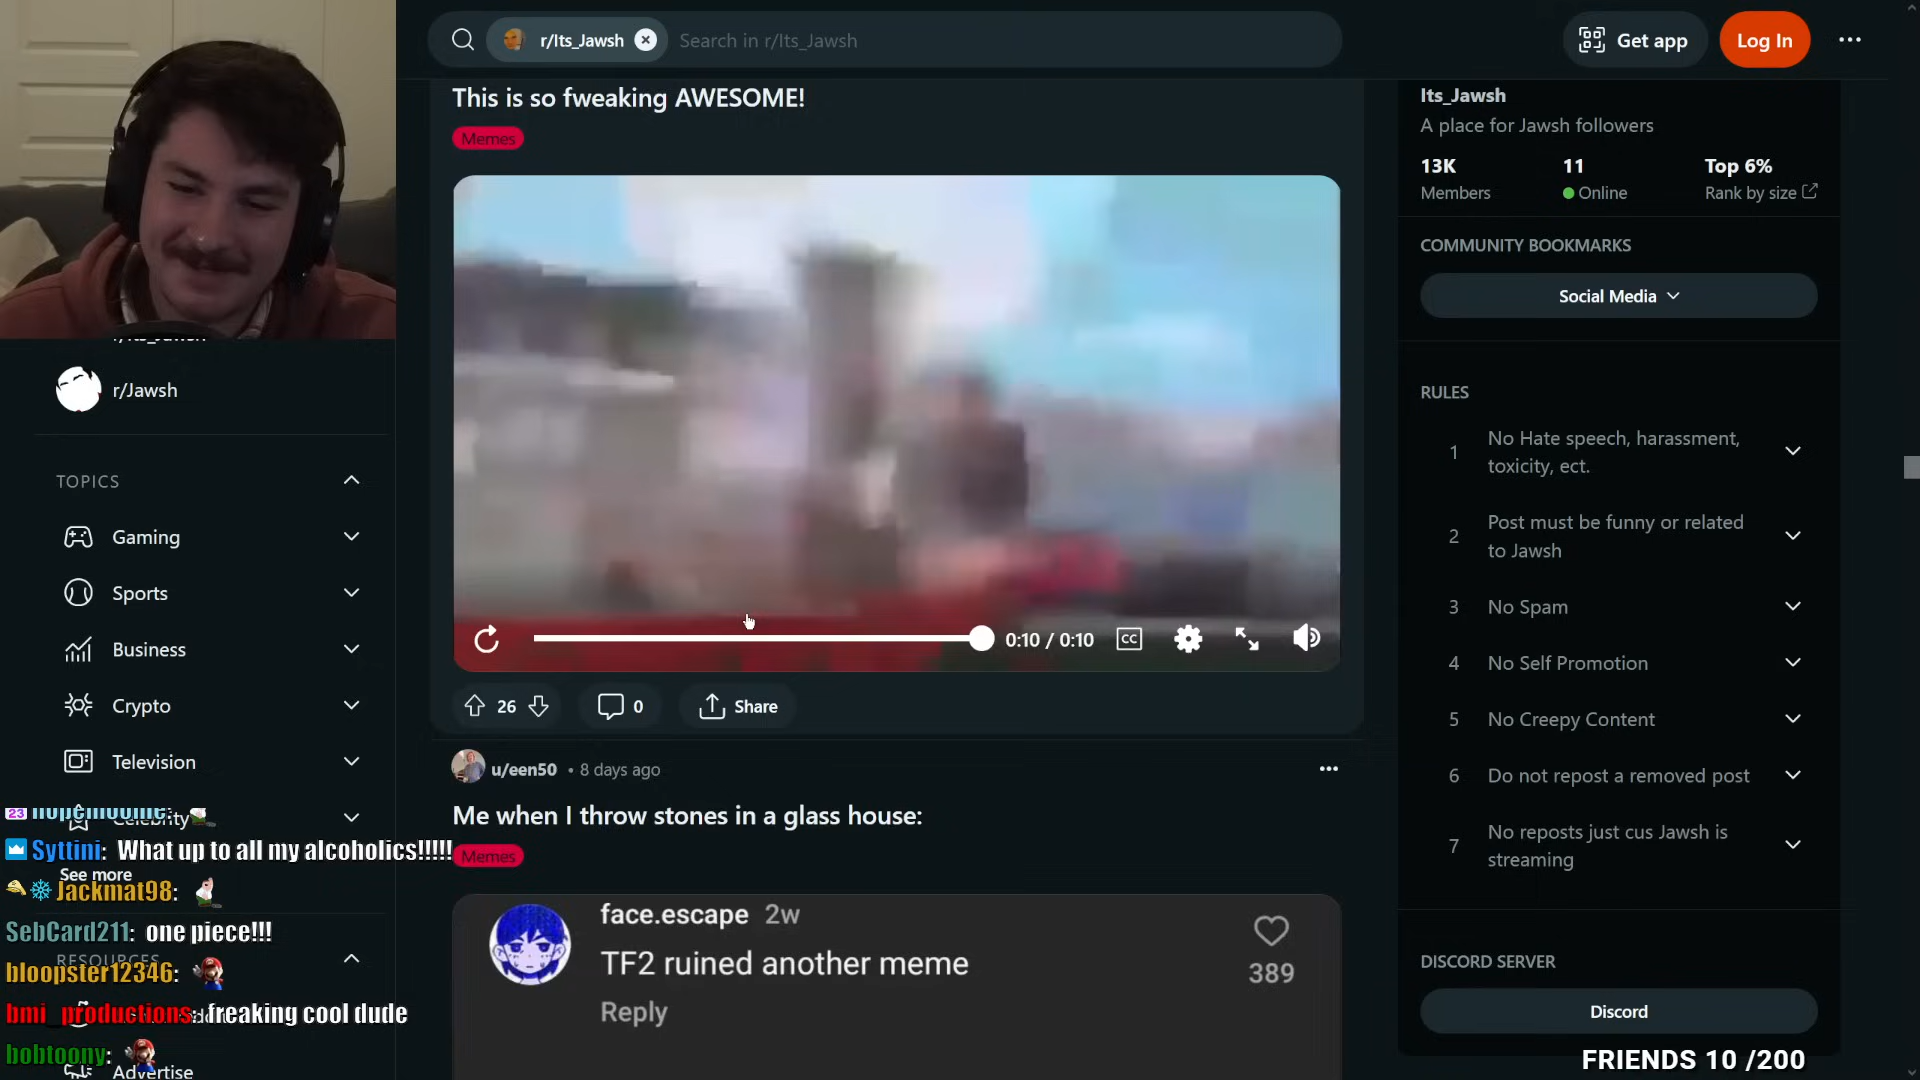 r/Its_Jawsh
Search in r/Its_Jawsh
Get app
Log In
This is so fweaking AWESOME!
Memes
0:10 / 0:10
CC
26
0
Share
u/een50 • 8 days ago
Me when I throw stones in a glass house:
Memes
face.escape 2w
TF2 ruined another meme
Reply
389
r/Its_Jawsh
r/Jawsh
TOPICS
Gaming
Sports
Business
Crypto
Television
Celebrity
See more
RESOURCES
Advertise
23
Syttini: What up to all my alcoholics!!!!!
Jackmat98:
SebCard211: one piece!!!
bloopster12346:
bmi_productions: freaking cool dude
bobtoony:
Its_Jawsh
A place for Jawsh followers
13K
Members
11
Online
Top 6%
Rank by size
COMMUNITY BOOKMARKS
Social Media
RULES
1 No Hate speech, harassment,
toxicity, ect.
2 Post must be funny or related
to Jawsh
3 No Spam
4 No Self Promotion
5 No Creepy Content
6 Do not repost a removed post
7 No reposts just cus Jawsh is
streaming
DISCORD SERVER
Discord
FRIENDS 10 /200